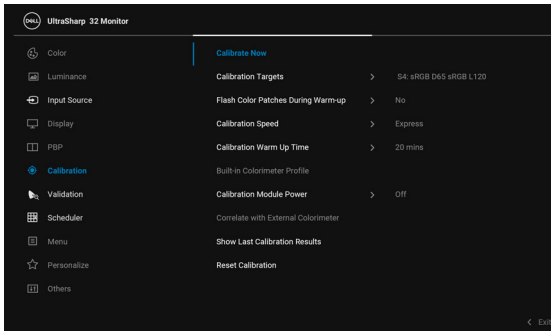 DELL UltraSharp 32 Monitor
Color
Calibrate Now
Luminance
Calibration Targets > S4: sRGB D65 sRGB L120
Input Source
Flash Color Patches During Warm-up > No
Display
Calibration Speed > Express
PBP
Calibration Warm Up Time > 20 mins
Calibration
Built-in Colorimeter Profile
Validation
Calibration Module Power > Off
Scheduler
Correlate with External Colorimeter
Menu
Show Last Calibration Results
Personalize
Reset Calibration
Others
< Exit